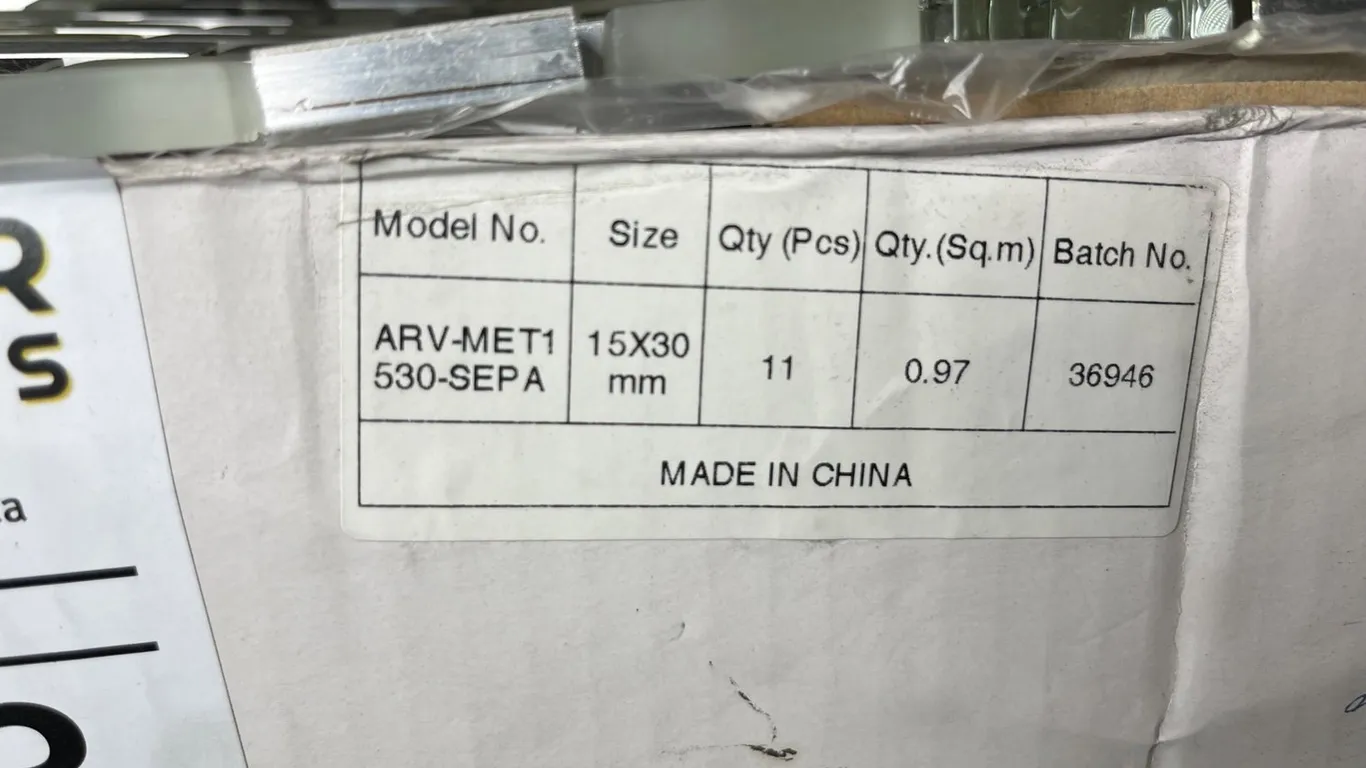 Model No. Size Qty (Pcs) Qty.(Sq.m) Batch No.
ARV-MET1 15X30 11 0.97 36946
530-SEPA mm
MADE IN CHINA
R
s
a